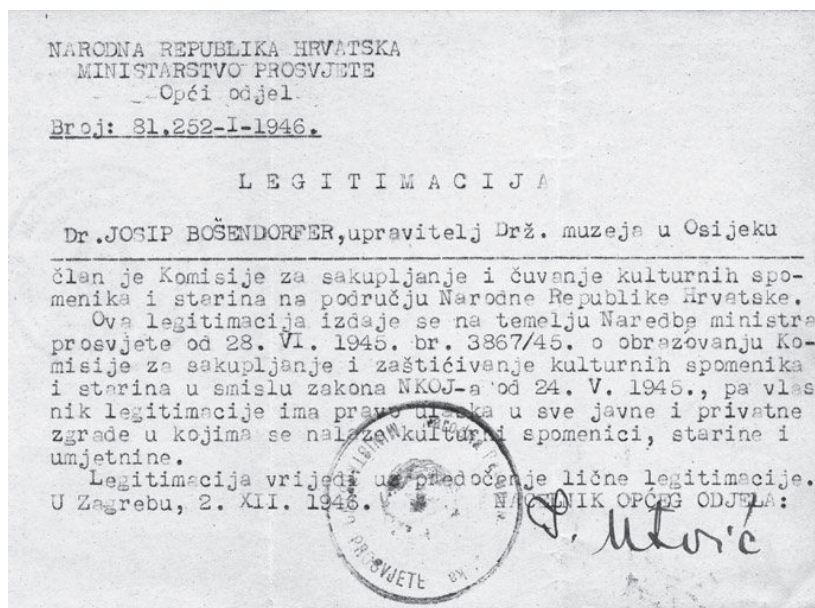 NARODNA REPUBLIKA HRVATSKA
MINISTARSTVO PROSVJETE
Opći odjel
Broj: 81.252-I-1946.
LEGITIMACIJA
Dr.JOSIP BOŠENDORFER,upravitelj Drž. muzeja u Osijeku
član je Komisije za sakupljanje i čuvanje kulturnih spo-
menika i starina na području Narodne Republike Hrvatske.
Ova legitimacija izdaje se na temelju Naredbe ministra
prosvjete od 28. VI. 1945. br. 3867/45. o obrazovanju Ko-
misije za sakupljanje i zaštićivanje kulturnih spomenika
i starina u smislu zakona NKOJ-a od 24. V. 1945., pa vlas
nik legitimacije ima pravo ulaska u sve javne i privatne
zgrade u kojima se nalaze kulturni spomenici, starine i
umjetnine.
Legitimacija vrijedi uz predočenje lične legitimacije.
U Zagrebu, 2. XII. 1946. NAČELNIK OPĆEG ODJELA:
PROSVJETE